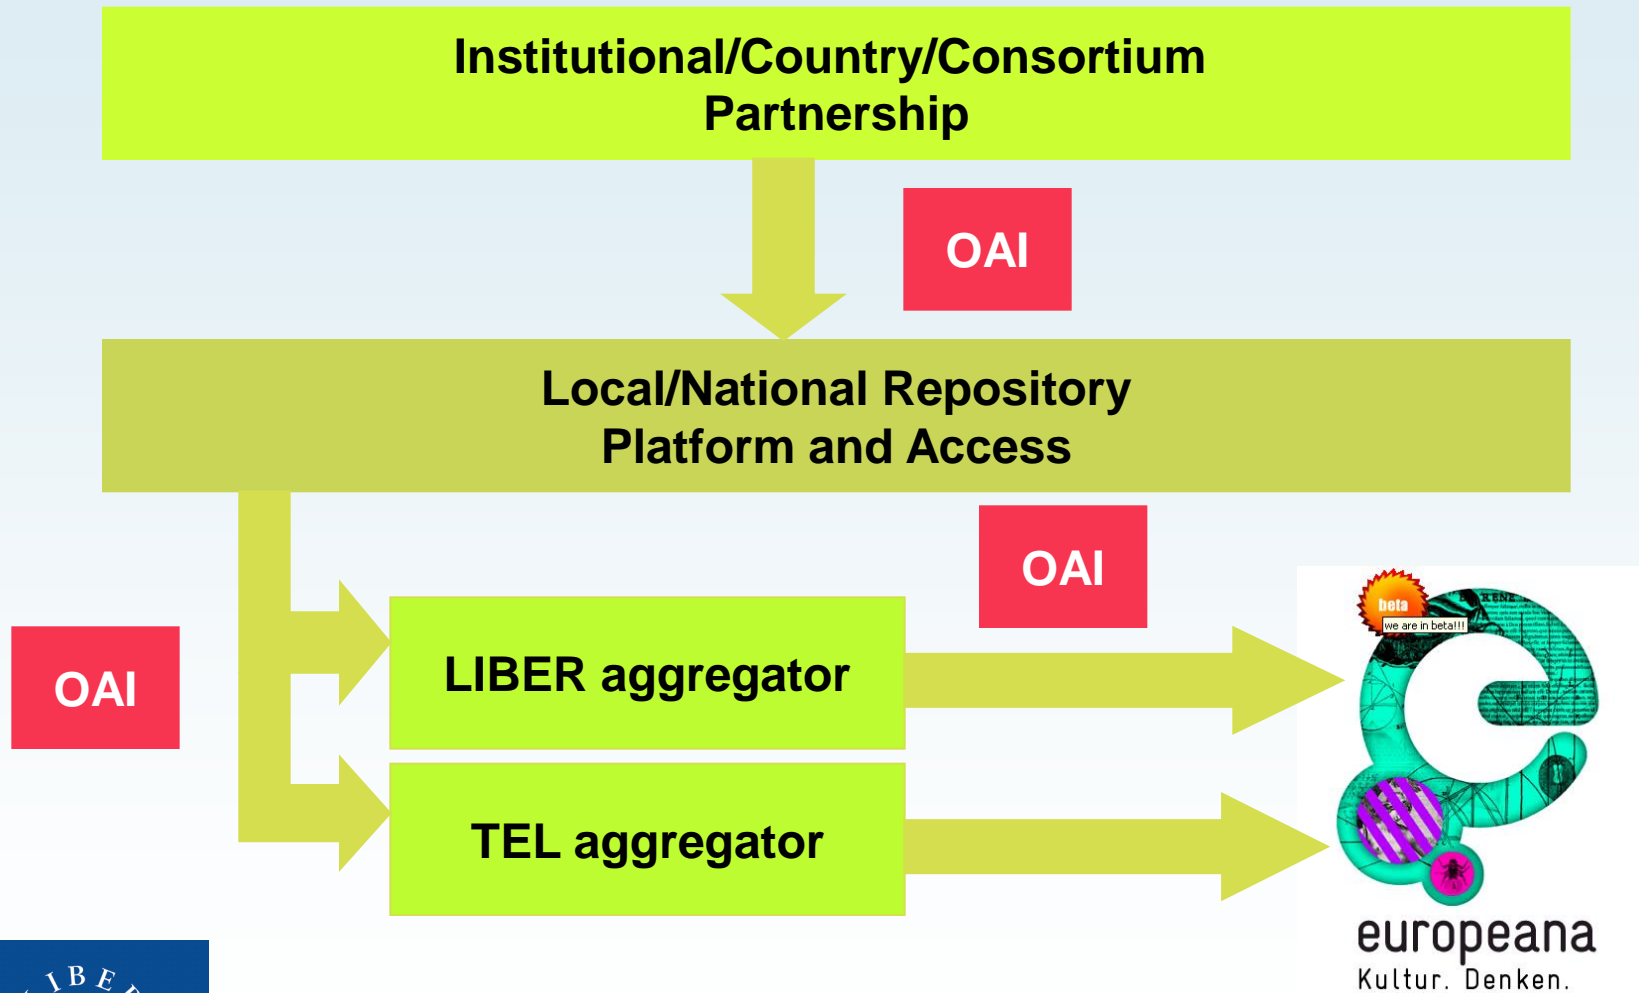 Institutional/Country/Consortium
Partnership
OAI
Local/National Repository
Platform and Access
OAI
OAI
LIBER aggregator
TEL aggregator
beta
we are in beta!!!
europeana
Kultur. Denken.